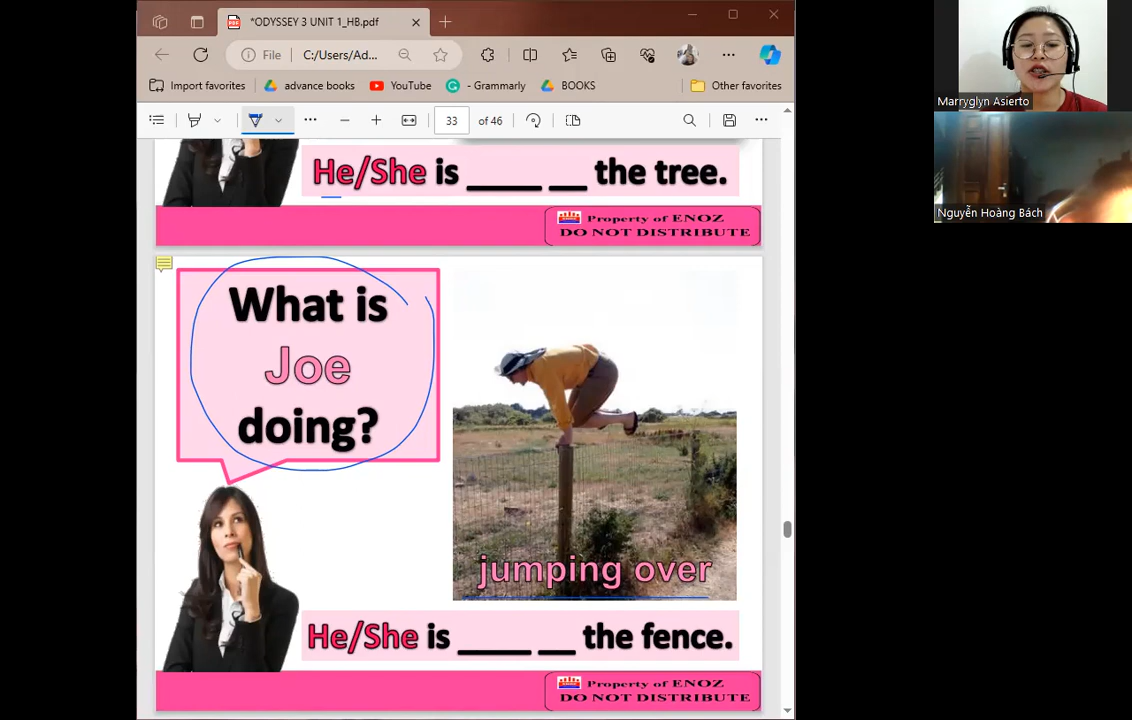 *ODYSSEY 3 UNIT 1_HB.pdf
File C:/Users/Ad...
Import favorites advance books YouTube - Grammarly BOOKS Other favorites
33 of 46
He/She is _____ ___ the tree.
Property of ENOZ
DO NOT DISTRIBUTE
What is
Joe
doing?
jumping over
He/She is _____ ___ the fence.
Property of ENOZ
DO NOT DISTRIBUTE
Marryglyn Asierto
Nguyễn Hoàng Bách